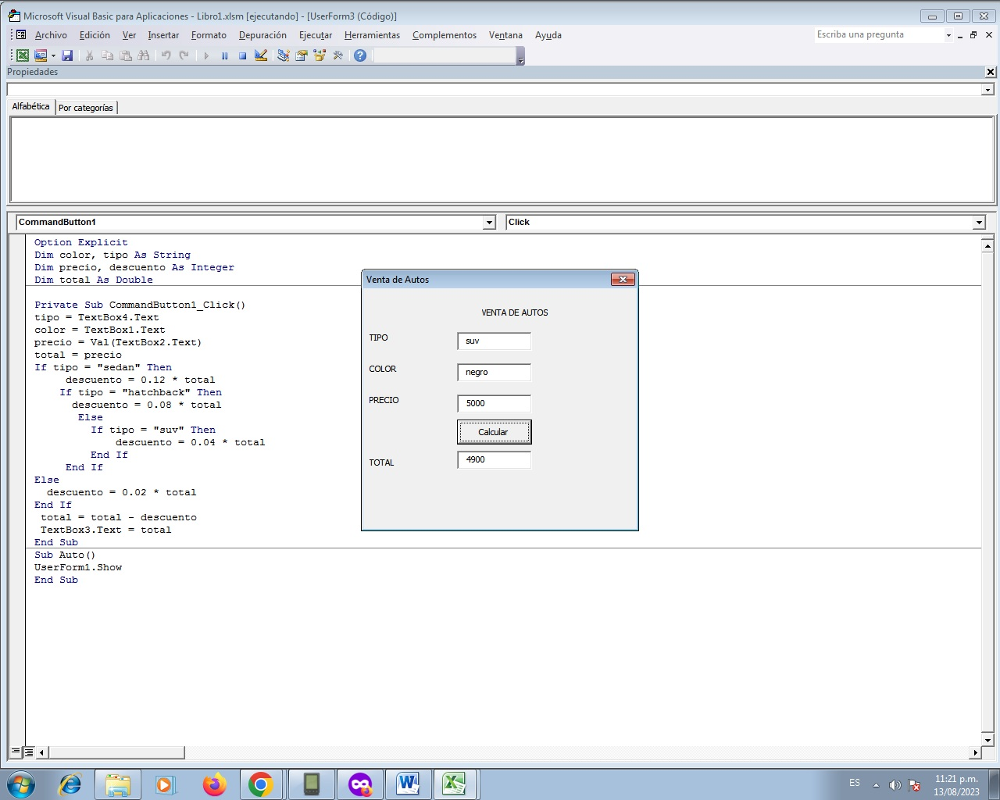 Microsoft Visual Basic para Aplicaciones - Libro1.xlsm [ejecutando] - [UserForm3 (Código)]
Archivo Edición Ver Insertar Formato Depuración Ejecutar Herramientas Complementos Ventana Ayuda
Escriba una pregunta
Propiedades
Alfabética Por categorías
CommandButton1 Click
Option Explicit
Dim color, tipo As String
Dim precio, descuento As Integer
Dim total As Double
Private Sub CommandButton1_Click()
tipo = TextBox4.Text
color = TextBox1.Text
precio = Val(TextBox2.Text)
total = precio
If tipo = "sedan" Then
descuento = 0.12 * total
If tipo = "hatchback" Then
descuento = 0.08 * total
Else
If tipo = "suv" Then
descuento = 0.04 * total
End If
End If
Else
descuento = 0.02 * total
End If
total = total - descuento
TextBox3.Text = total
End Sub
Sub Auto()
UserForm1.Show
End Sub
Venta de Autos
VENTA DE AUTOS
TIPO suv
COLOR negro
PRECIO 5000
Calcular
TOTAL 4900
ES
11:21 p.m.
13/08/2023